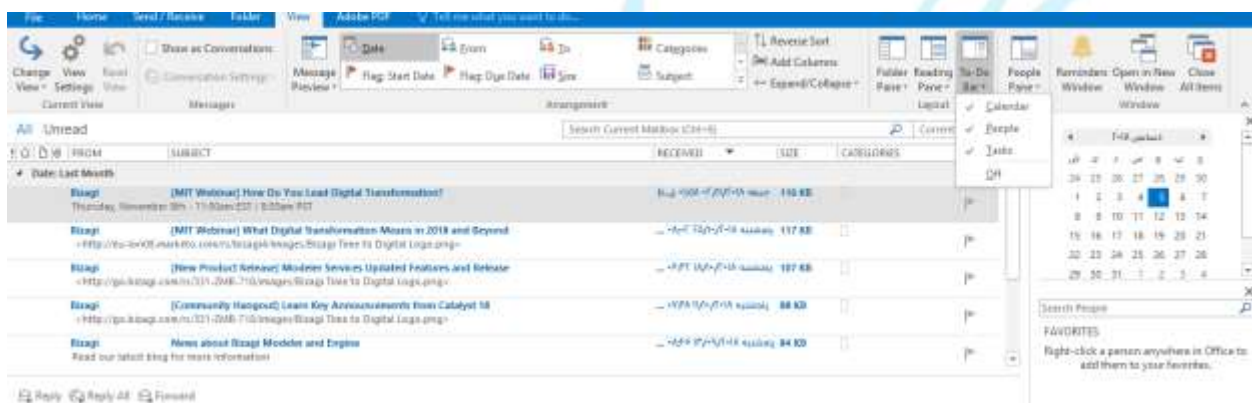 File Home Send / Receive Folder View Adobe PDF Tell me what you want to do...
Change View View Settings Reset View
Current View
Show as Conversations
Conversation Settings
Messages
Message Preview
Date From To Categories
Flag: Start Date Flag: Due Date Size Subject
Arrangement
Reverse Sort
Add Columns
Expand/Collapse
Folder Pane Reading Pane To-Do Bar People Pane
Layout
Reminders Window Open in New Window Close All Items
Window
Calendar
People
Tasks
Off
All Unread
Search Current Mailbox (Ctrl+E)
Current
FROM SUBJECT RECEIVED SIZE CATEGORIES
Date: Last Month
Bizagi [MIT Webinar] How Do You Lead Digital Transformation? 110 KB
Thursday, November 8th - 11:00am EST | 8:00am PST
Bizagi [MIT Webinar] What Digital Transformation Means in 2018 and Beyond 117 KB
Bizagi [New Product Release] Modeler Services Updated Features and Release 107 KB
Bizagi [Community Hangout] Learn Key Announcements from Catalyst 18 88 KB
Bizagi News about Bizagi Modeler and Engine 84 KB
Read our latest blog for more information
Reply Reply All Forward
24 25 26 27 28 29 30
1 2 3 4 5 6 7
8 9 10 11 12 13 14
15 16 17 18 19 20 21
22 23 24 25 26 27 28
29 30 31 1 2 3 4
Search People
FAVORITES
Right-click a person anywhere in Office to
add them to your favorites.